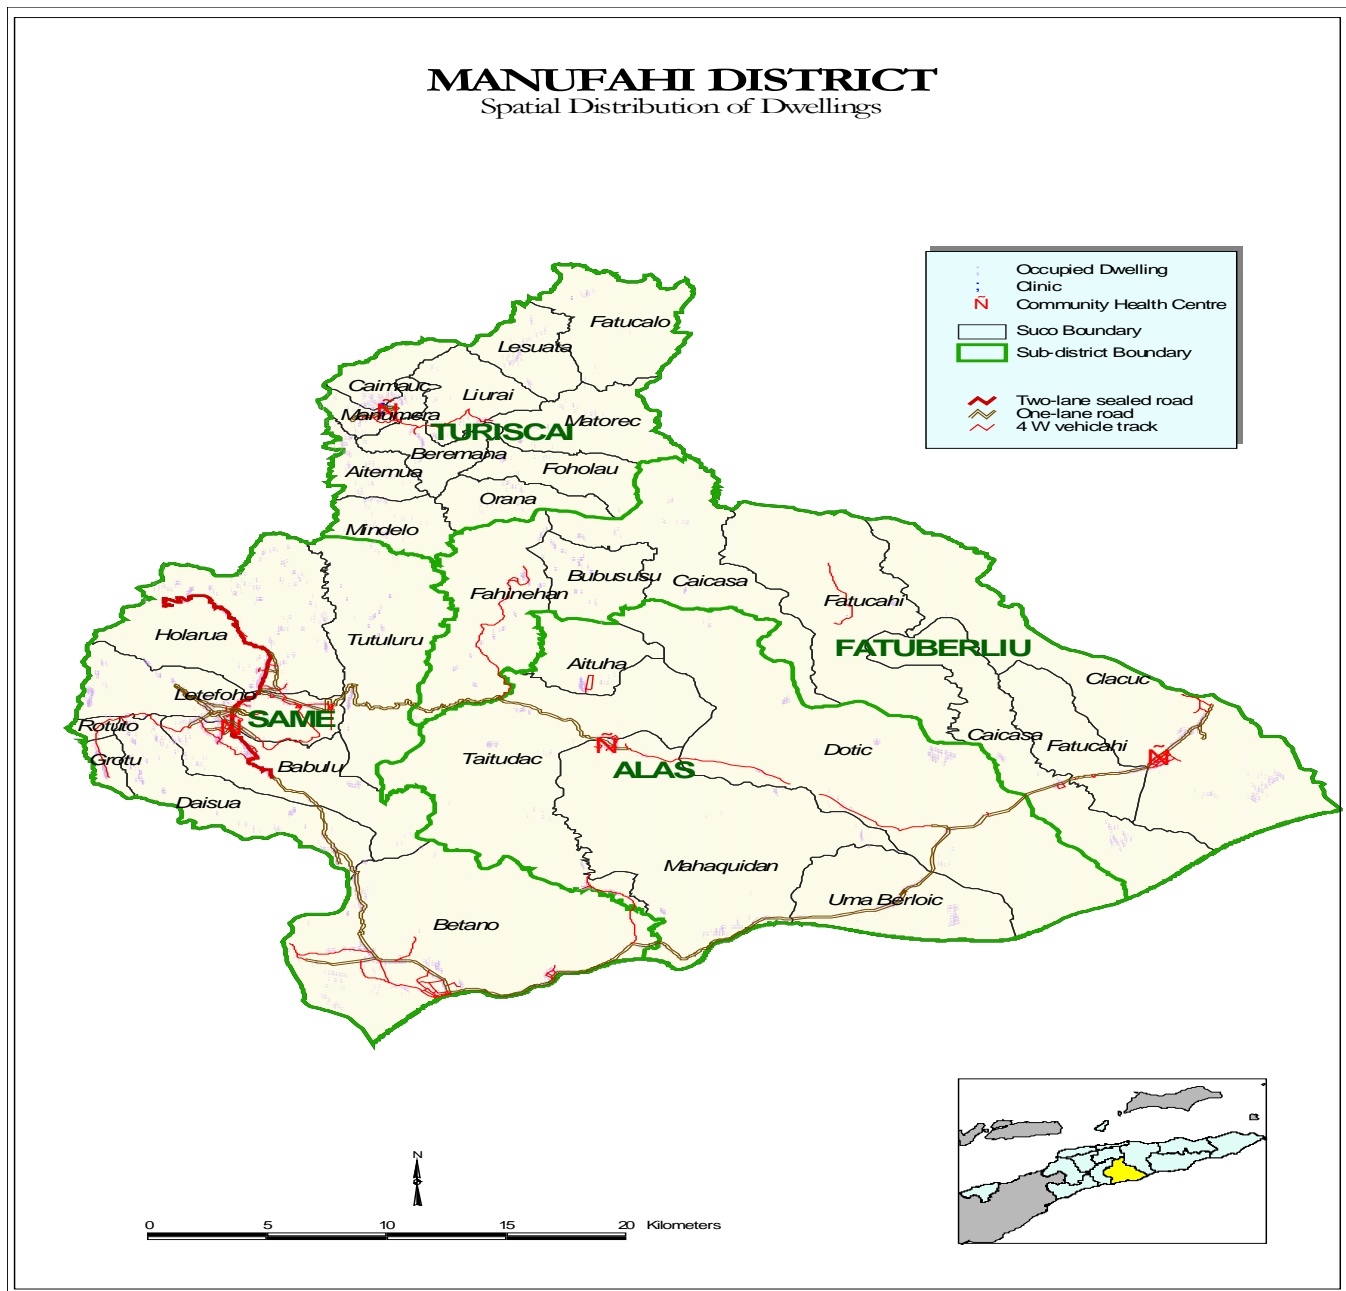 MANUFAHI DISTRICT
Spatial Distribution of Dwellings
Occupied Dwelling
Clinic
Ñ Community Health Centre
Suco Boundary
Sub-district Boundary
Two-lane sealed road
One-lane road
4 W vehicle track
Fatucalo
Lesuata
Caimauc
Liurai
Ñ
Manumera
Matorec
TURISCAI
Beremana
Aitemua
Foholau
Orana
Mindelo
Bubususu
Caicasa
Fahinehan
Fatucahi
Holarua
Tutuluru
FATUBERLIU
Aituha
Clacuc
Letefoho
SAME
Ñ
Rotuto
Caicasa
Fatucahi
Ñ
Ñ
Dotic
Grotu
Babulu
Taitudac
ALAS
Daisua
Mahaquidan
Uma Berloic
Betano
N
0 5 10 15 20 Kilometers